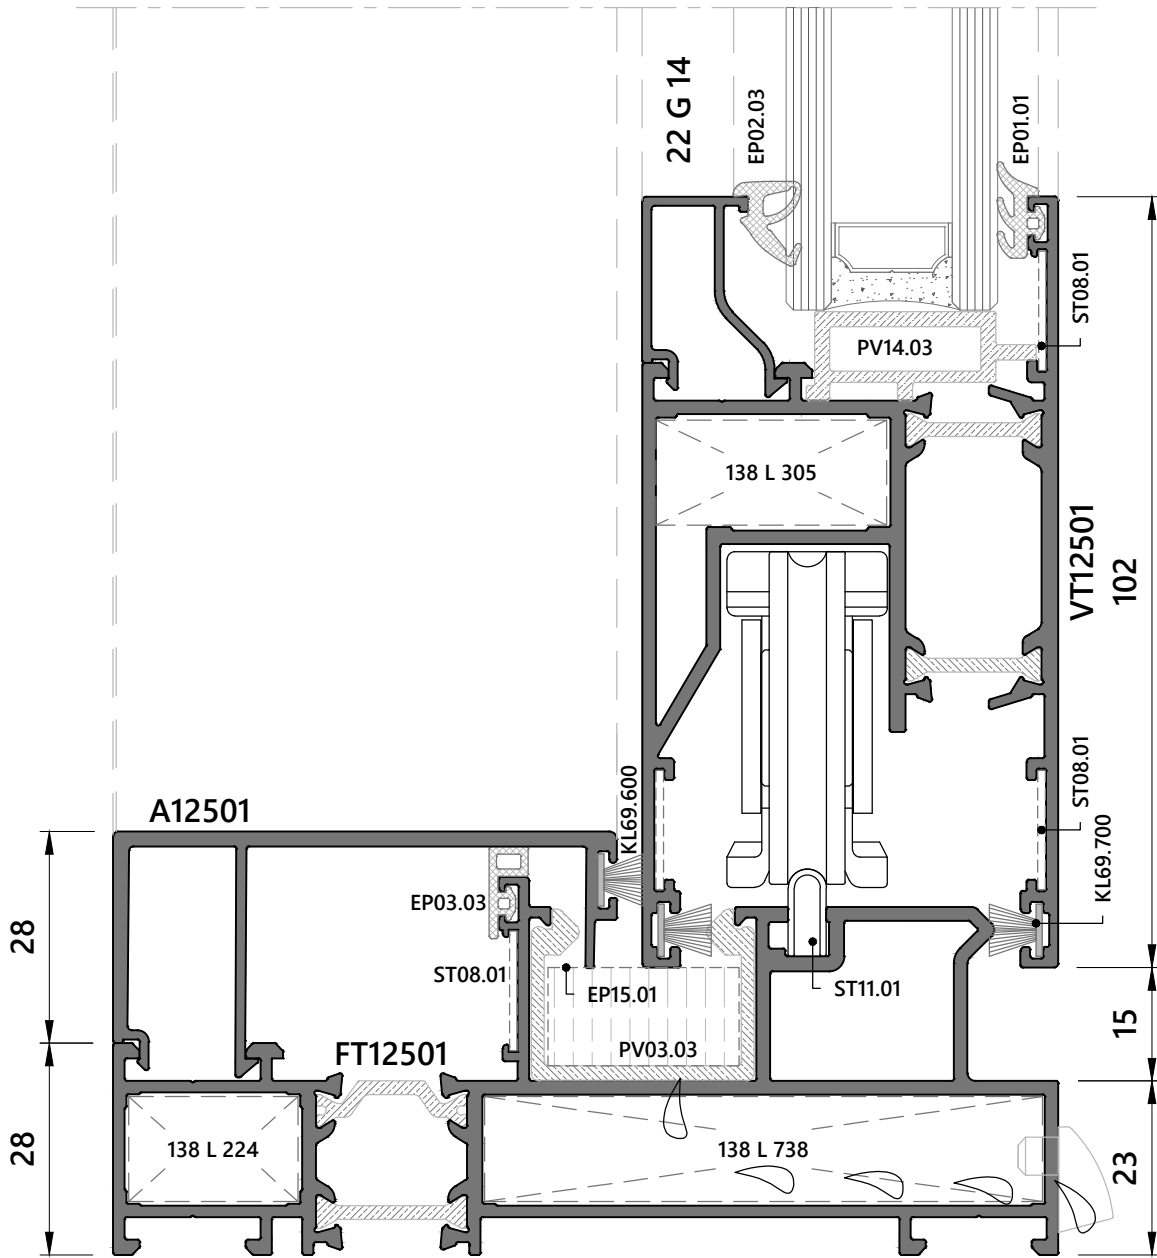 22 G 14
EP02.03
EP01.01
ST08.01
PV14.03
138 L 305
VT12501
102
ST08.01
KL69.600
KL69.700
A12501
28
EP03.03
ST08.01
EP15.01
ST11.01
PV03.03
15
FT12501
28
138 L 224
138 L 738
23